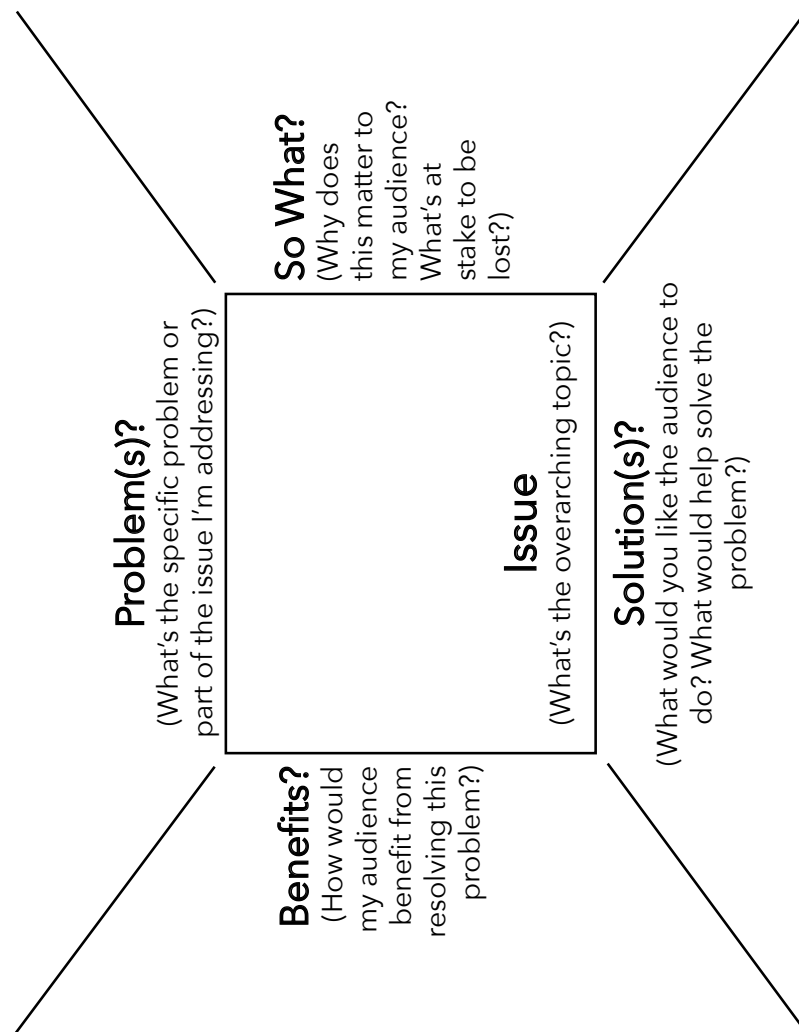 Problem(s)?
(What's the specific problem or
part of the issue I'm addressing?)
Benefits?
(How would
my audience
benefit from
resolving this
problem?)
Issue
(What's the overarching topic?)
So What?
(Why does
this matter to
my audience?
What's at
stake to be
lost?)
Solution(s)?
(What would you like the audience to
do? What would help solve the
problem?)